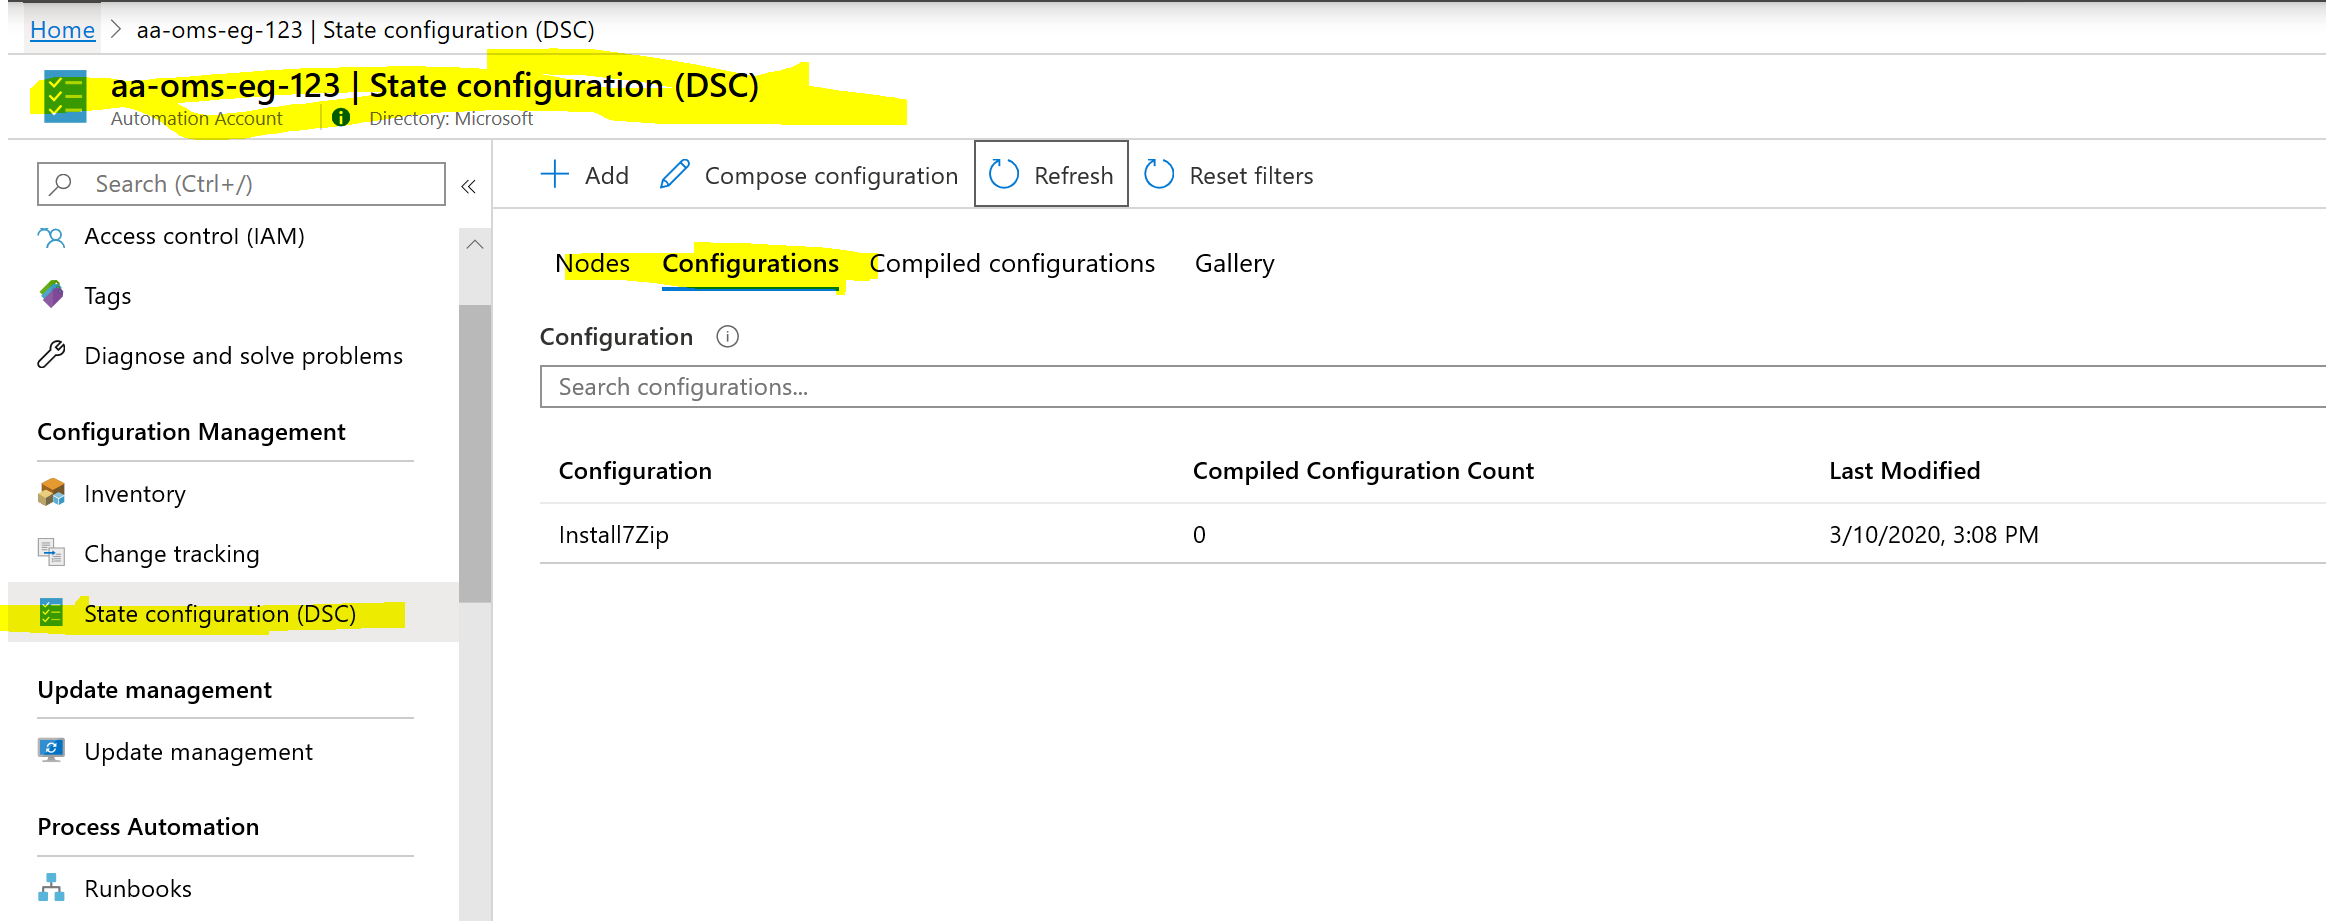 Home > aa-oms-eg-123 | State configuration (DSC)
aa-oms-eg-123 | State configuration (DSC)
Automation Account | Directory: Microsoft
Search (Ctrl+/)
«
Access control (IAM)
Tags
Diagnose and solve problems
Configuration Management
Inventory
Change tracking
State configuration (DSC)
Update management
Update management
Process Automation
Runbooks
Add Compose configuration Refresh Reset filters
Nodes Configurations Compiled configurations Gallery
Configuration
Search configurations...
Configuration Compiled Configuration Count Last Modified
Install7Zip 0 3/10/2020, 3:08 PM